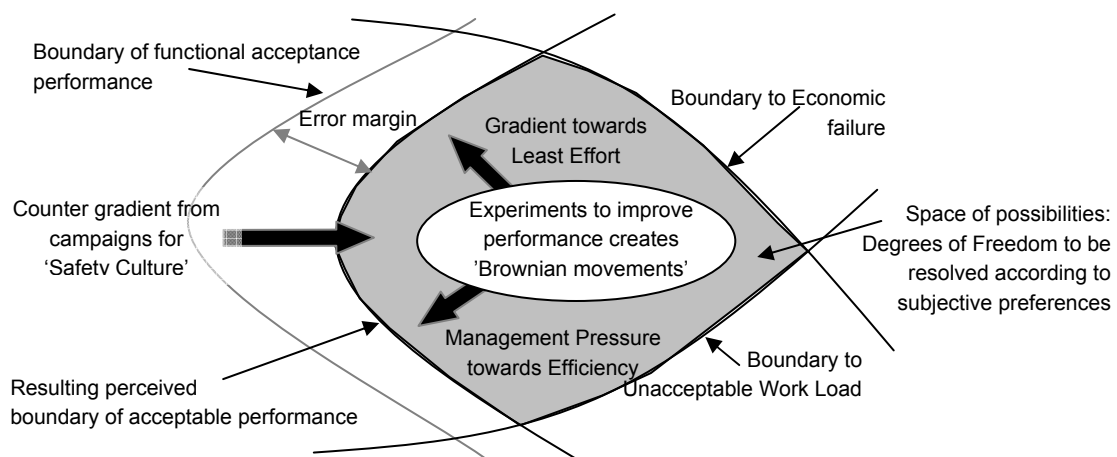 Boundary of functional acceptance
performance
Error margin
Gradient towards
Least Effort
Boundary to Economic
failure
Counter gradient from
campaigns for
‘Safetv Culture’
Experiments to improve
performance creates
’Brownian movements’
Space of possibilities:
Degrees of Freedom to be
resolved according to
subjective preferences
Management Pressure
towards Efficiency
Boundary to
Unacceptable Work Load
Resulting perceived
boundary of acceptable performance